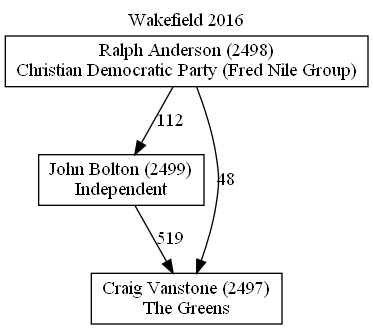 Wakefield 2016
Ralph Anderson (2498)
Christian Democratic Party (Fred Nile Group)
112
John Bolton (2499)
Independent
48
519
Craig Vanstone (2497)
The Greens